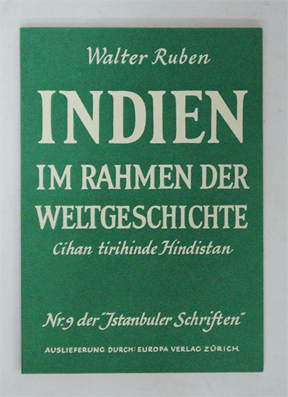 Walter Ruben
INDIEN
IM RAHMEN DER
WELTGESCHICHTE
Cihan tirihinde Hindistan
Nr. 9 der "Istanbuler Schriften"
AUSLIEFERUNG DURCH: EUROPA VERLAG ZÜRICH.